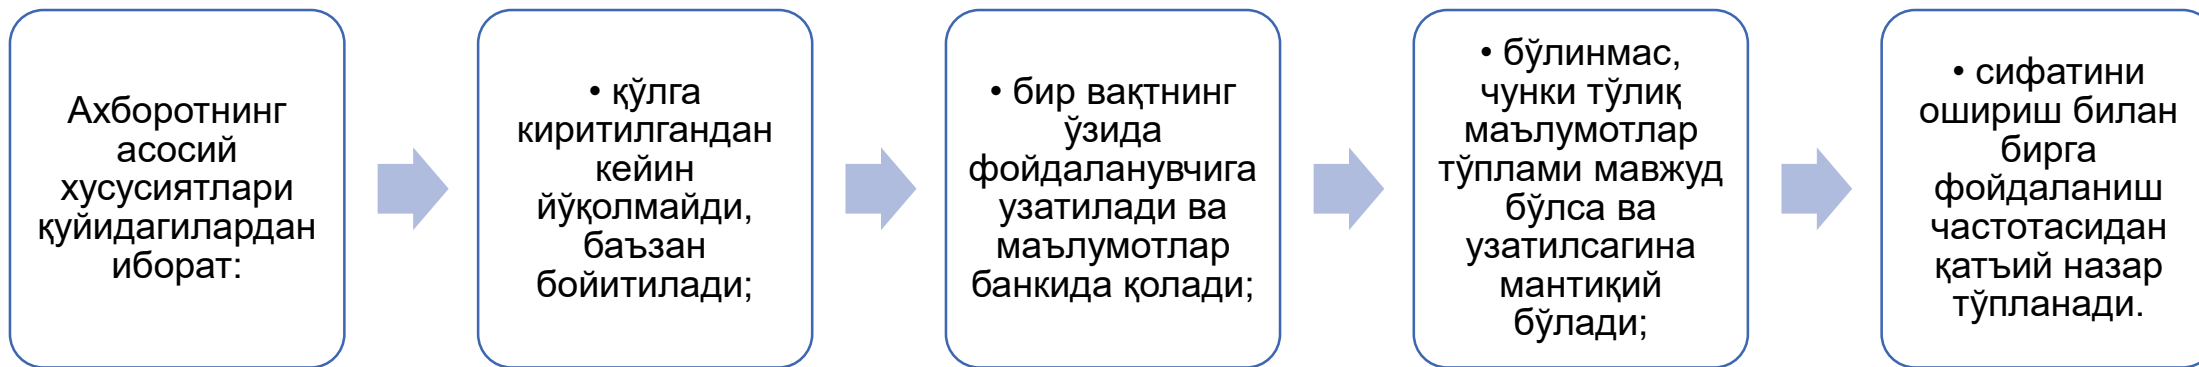 Ахборотнинг
асосий
хусусиятлари
қуйидагилардан
иборат:
• қўлга
киритилгандан
кейин
йўқолмайди,
баъзан
бойитилади;
• бир вақтнинг
ўзида
фойдаланувчига
узатилади ва
маълумотлар
банкида қолади;
• бўлинмас,
чунки тўлиқ
маълумотлар
тўплами мавжуд
бўлса ва
узатилсагина
мантиқий
бўлади;
• сифатини
ошириш билан
бирга
фойдаланиш
частотасидан
қатъий назар
тўпланади.